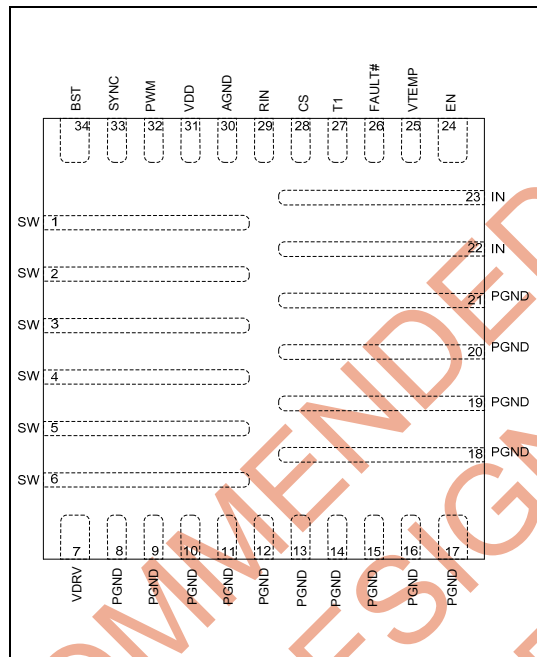 BST SYNC PWM VDD AGND RIN CS T1 FAULT# VTEMP EN
34 33 32 31 30 29 28 27 26 25 24
23 IN
SW 1
22 IN
SW 2
21 PGND
SW 3
20 PGND
SW 4
19 PGND
SW 5
18 PGND
SW 6
7 8 9 10 11 12 13 14 15 16 17
VDRV PGND PGND PGND PGND PGND PGND PGND PGND PGND PGND
OMMENDED
ESIGN